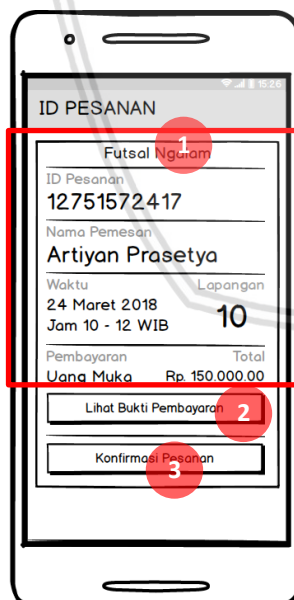 15:26
ID PESANAN
1
Futsal Ngalam
ID Pesanan
12751572417
Nama Pemesan
Artiyan Prasetya
Waktu Lapangan
24 Maret 2018
Jam 10 - 12 WIB 10
Pembayaran Total
Uang Muka Rp. 150.000.00
Lihat Bukti Pembayaran 2
Konfirmasi Pesanan
3